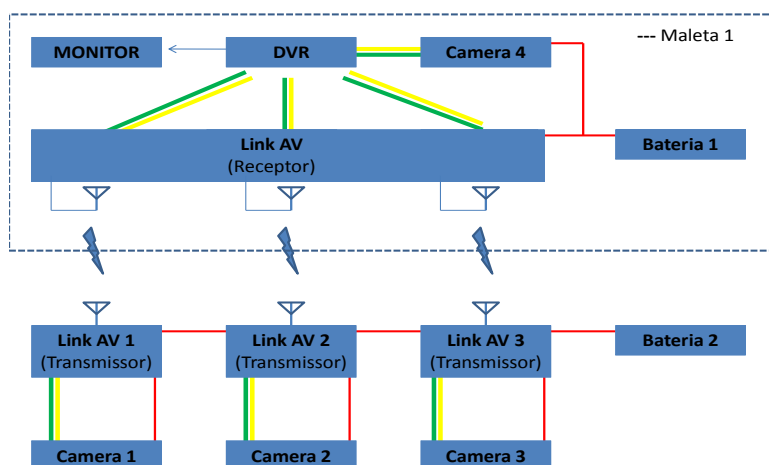 --- Maleta 1
MONITOR
DVR
Camera 4
Link AV
(Receptor)
Bateria 1
Link AV 1
(Transmissor)
Link AV 2
(Transmissor)
Link AV 3
(Transmissor)
Bateria 2
Camera 1
Camera 2
Camera 3